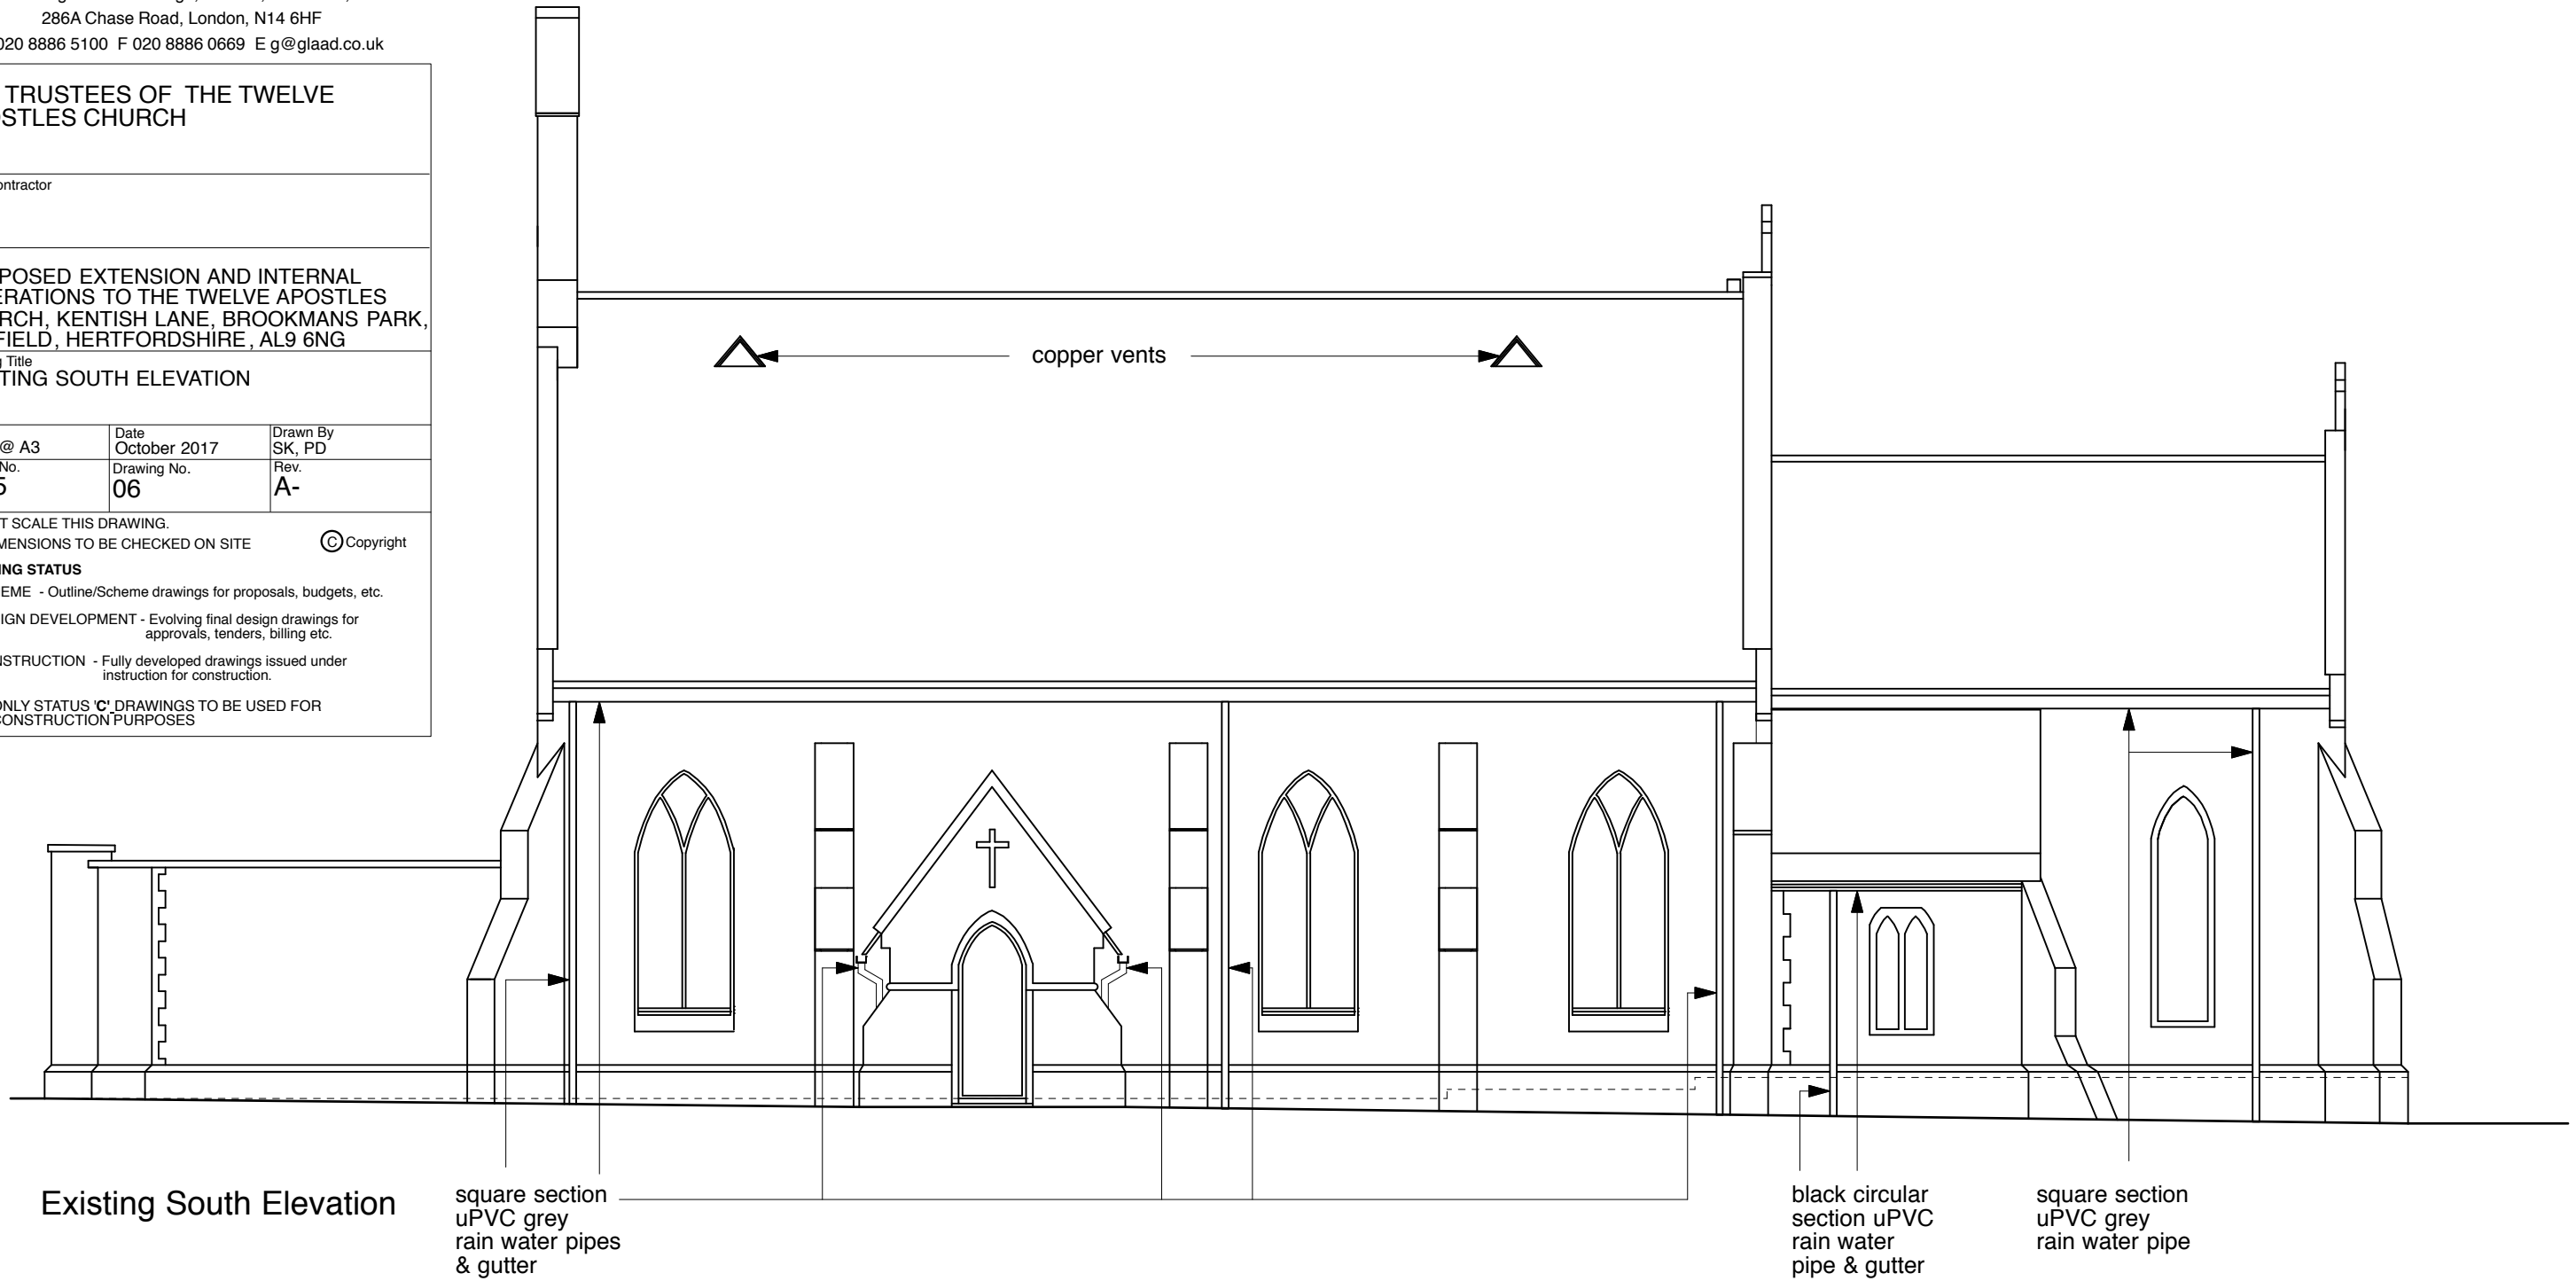 286A Chase Road, London, N14 6HF
020 8886 5100 F 020 8886 0669 E g@glaad.co.uk
TRUSTEES OF THE TWELVE
OSTLES CHURCH
ontractor
POSED EXTENSION AND INTERNAL
ERATIONS TO THE TWELVE APOSTLES
RCH, KENTISH LANE, BROOKMANS PARK,
FIELD, HERTFORDSHIRE, AL9 6NG
g Title
TING SOUTH ELEVATION
@ A3
Date
October 2017
Drawn By
SK, PD
No.
5
Drawing No.
06
Rev.
A-
T SCALE THIS DRAWING.
MENSIONS TO BE CHECKED ON SITE
© Copyright
ING STATUS
EME - Outline/Scheme drawings for proposals, budgets, etc.
IGN DEVELOPMENT - Evolving final design drawings for
approvals, tenders, billing etc.
NSTRUCTION - Fully developed drawings issued under
instruction for construction.
ONLY STATUS 'C' DRAWINGS TO BE USED FOR
CONSTRUCTION PURPOSES
copper vents
Existing South Elevation
square section
uPVC grey
rain water pipes
& gutter
black circular
section uPVC
rain water
pipe & gutter
square section
uPVC grey
rain water pipe